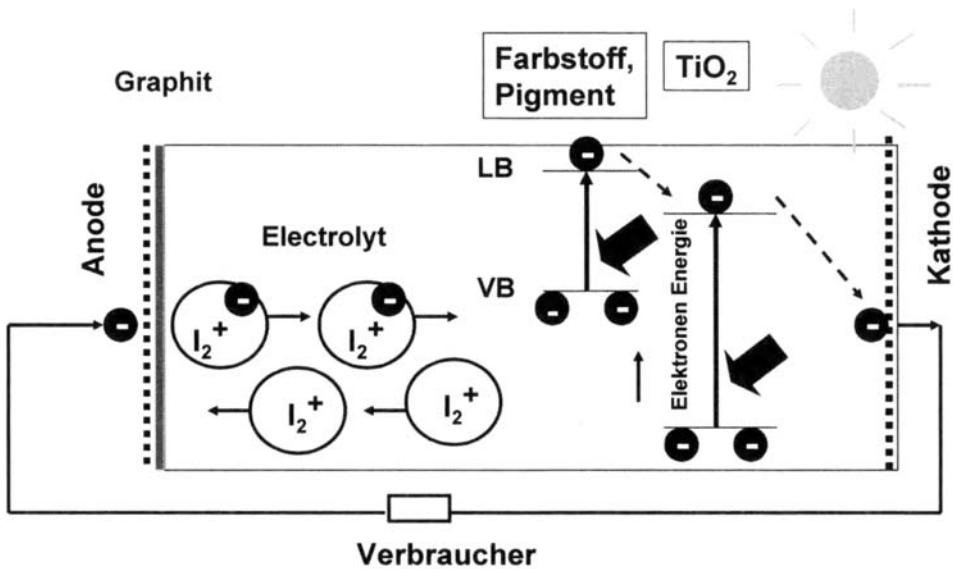 Farbstoff,
Pigment
TiO₂
Graphit
LB
VB
Anode
Electrolyt
I₂⁺
I₂⁺
I₂⁺
I₂⁺
Elektronen Energie
Kathode
Verbraucher